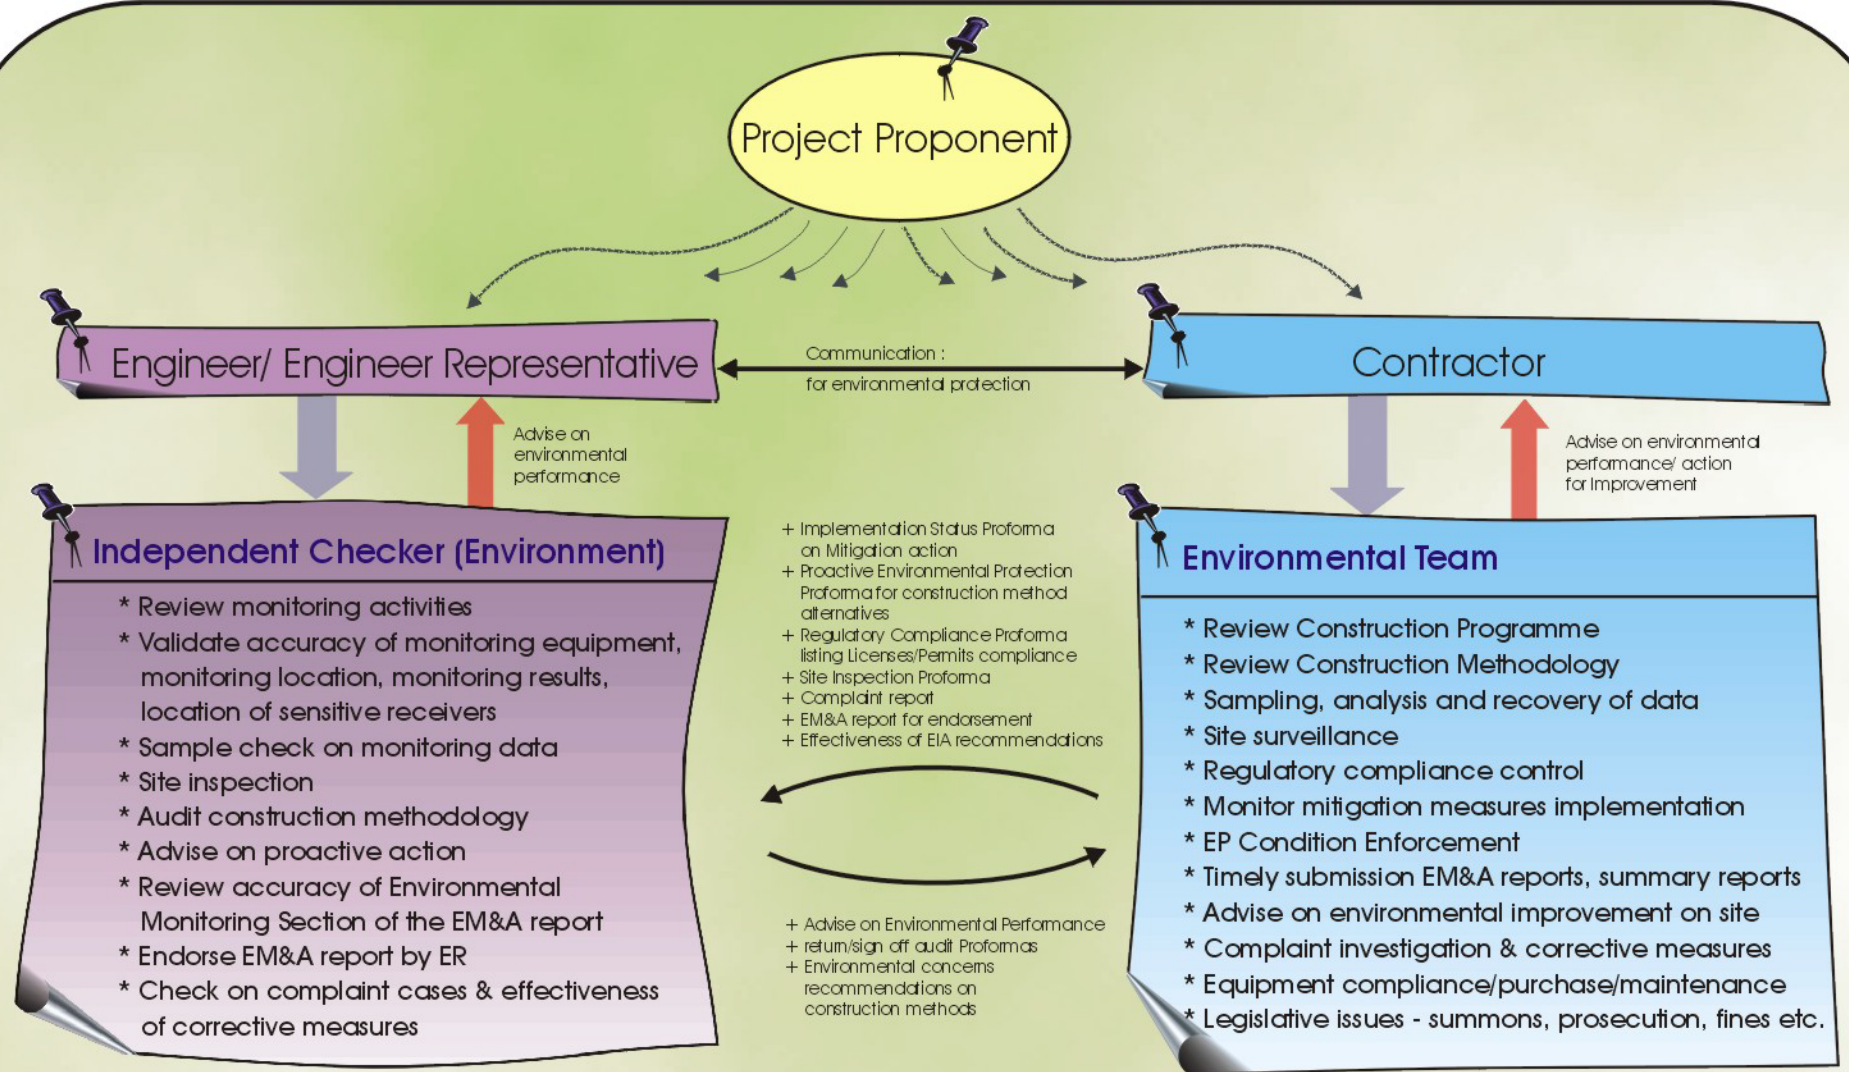 Project Proponent
Engineer/ Engineer Representative
Communication :
for environmental protection
Contractor
Advise on
environmental
performance
Advise on environmental
performance/ action
for Improvement
Independent Checker (Environment)
* Review monitoring activities
* Validate accuracy of monitoring equipment,
monitoring location, monitoring results,
location of sensitive receivers
* Sample check on monitoring data
* Site inspection
* Audit construction methodology
* Advise on proactive action
* Review accuracy of Environmental
Monitoring Section of the EM&A report
* Endorse EM&A report by ER
* Check on complaint cases & effectiveness
of corrective measures
+ Implementation Status Proforma
on Mitigation action
+ Proactive Environmental Protection
Proforma for construction method
alternatives
+ Regulatory Compliance Proforma
listing Licenses/Permits compliance
+ Site Inspection Proforma
+ Complaint report
+ EM&A report for endorsement
+ Effectiveness of EIA recommendations
+ Advise on Environmental Performance
+ return/sign off audit Proformas
+ Environmental concerns
recommendations on
construction methods
Environmental Team
* Review Construction Programme
* Review Construction Methodology
* Sampling, analysis and recovery of data
* Site surveillance
* Regulatory compliance control
* Monitor mitigation measures implementation
* EP Condition Enforcement
* Timely submission EM&A reports, summary reports
* Advise on environmental improvement on site
* Complaint investigation & corrective measures
* Equipment compliance/purchase/maintenance
* Legislative issues - summons, prosecution, fines etc.